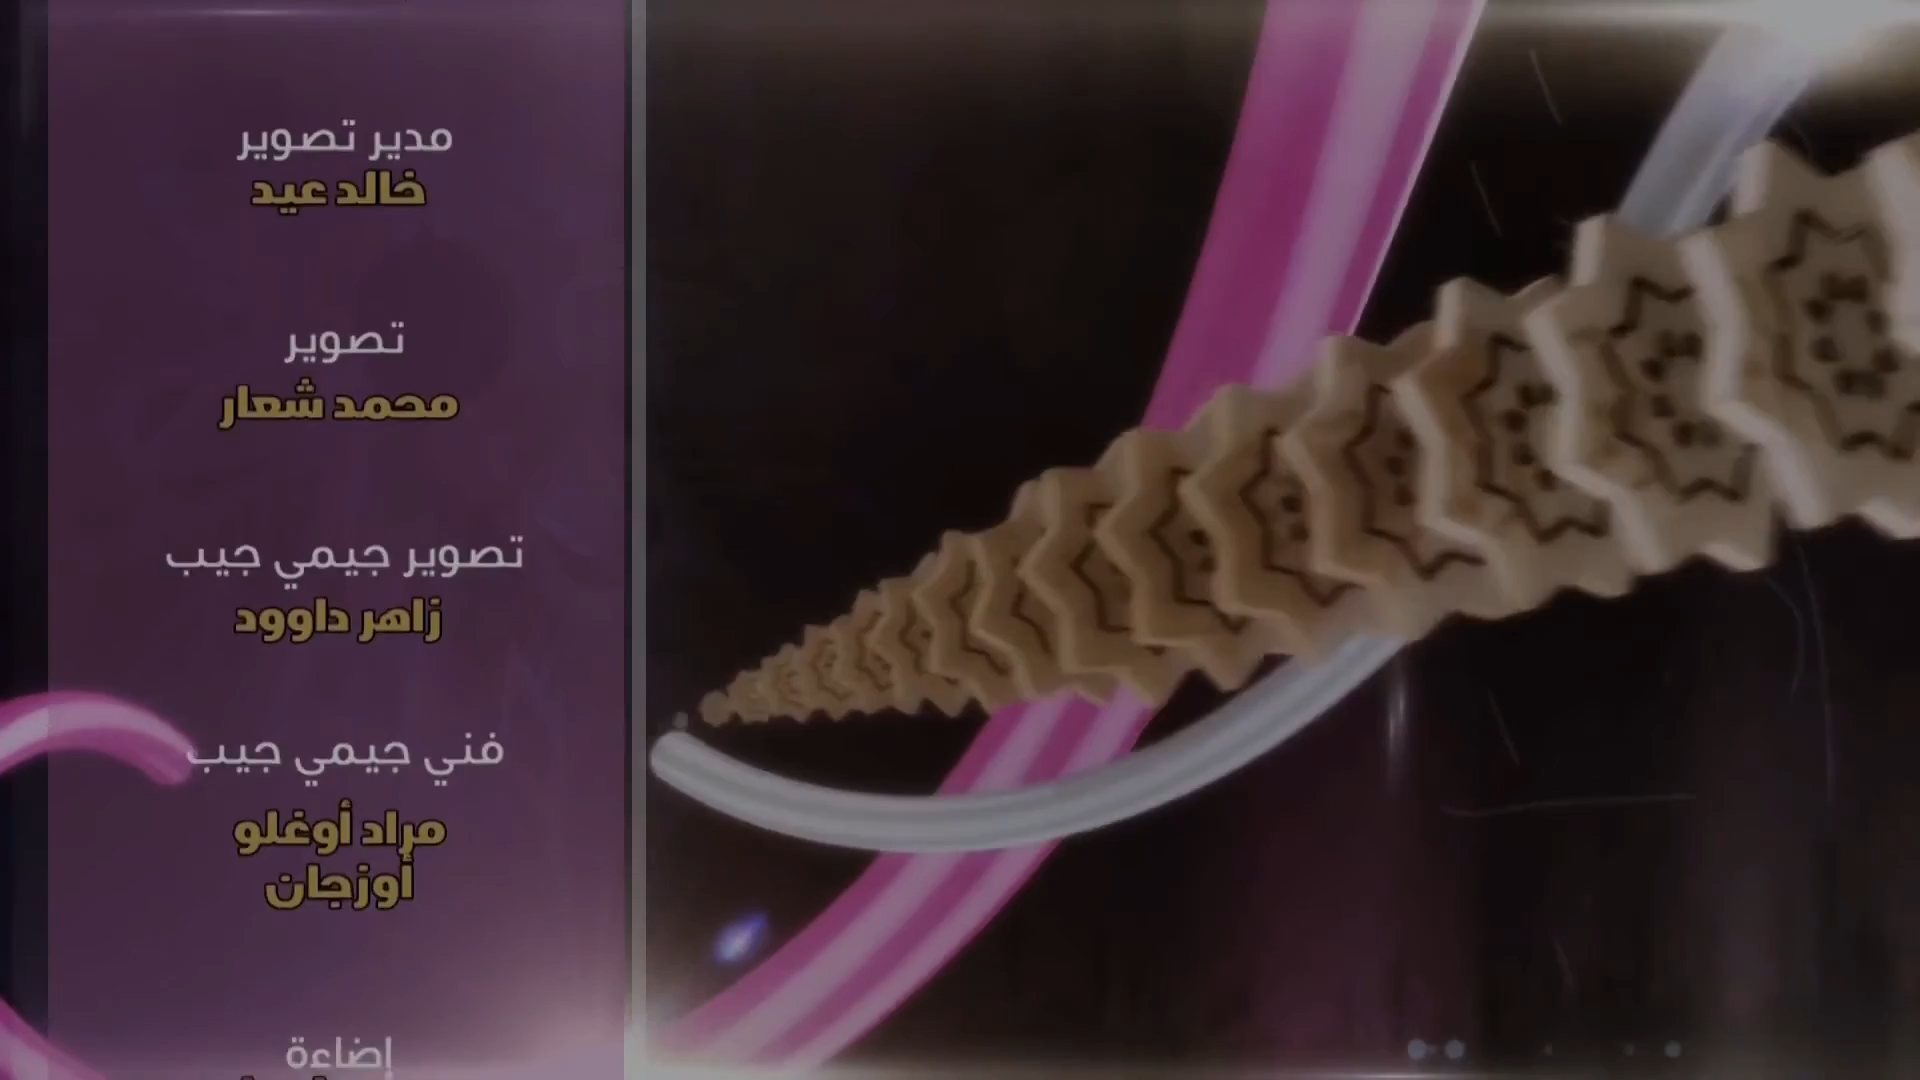 مدير تصوير
خالد عيد
تصوير
محمد شعار
تصوير جيمي جيب
زاهر داوود
فني جيمي جيب
مراد أوغلو
أوزجان
إضاءة